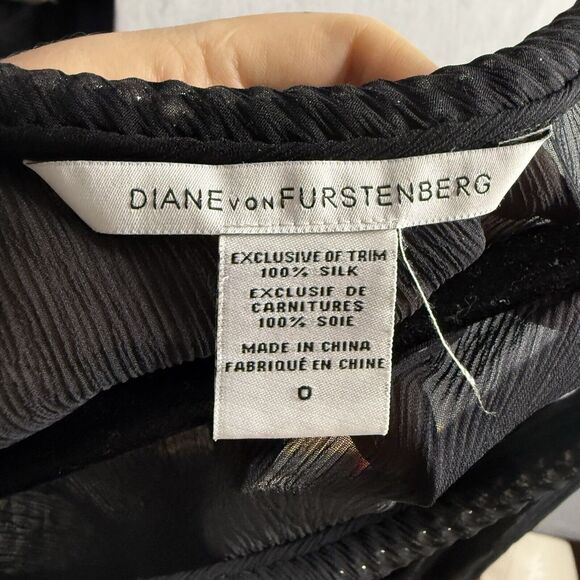 DIANE VON FURSTENBERG
EXCLUSIVE OF TRIM
100% SILK
EXCLUSIF DE
CARNITURES
100% SOIE
MADE IN CHINA
FABRIQUÉ EN CHINE
0